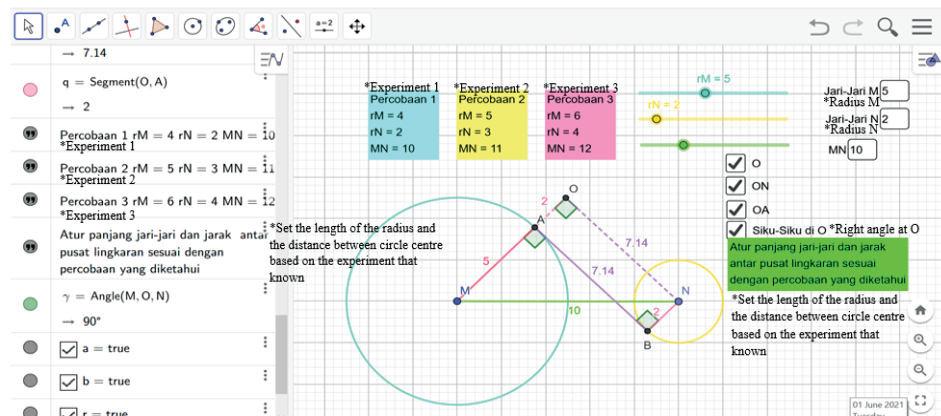 a=2
→ 7.14
q = Segment(O, A)
→ 2
Percobaan 1 rM = 4 rN = 2 MN = 10
*Experiment 1
Percobaan 2 rM = 5 rN = 3 MN = 11
*Experiment 2
Percobaan 3 rM = 6 rN = 4 MN = 12
*Experiment 3
Atur panjang jari-jari dan jarak antar
pusat lingkaran sesuai dengan
percobaan yang diketahui
γ = Angle(M, O, N)
→ 90°
a = true
b = true
r = true
*Experiment 1
Percobaan 1
rM = 4
rN = 2
MN = 10
*Experiment 2
Percobaan 2
rM = 5
rN = 3
MN = 11
*Experiment 3
Percobaan 3
rM = 6
rN = 4
MN = 12
rM = 5
rN = 2
Jari-Jari M 5
*Radius M
Jari-Jari N 2
*Radius N
MN 10
O
ON
OA
Siku-Siku di O *Right angle at O
Atur panjang jari-jari dan jarak
antar pusat lingkaran sesuai
dengan percobaan yang diketahui
*Set the length of the radius and
the distance between circle centre
based on the experiment that
known
*Set the length of the radius and
the distance between circle centre
based on the experiment that
known
O
2
A
7.14
5
7.14
M
N
10
2
B
01 June 2021
Tuesday